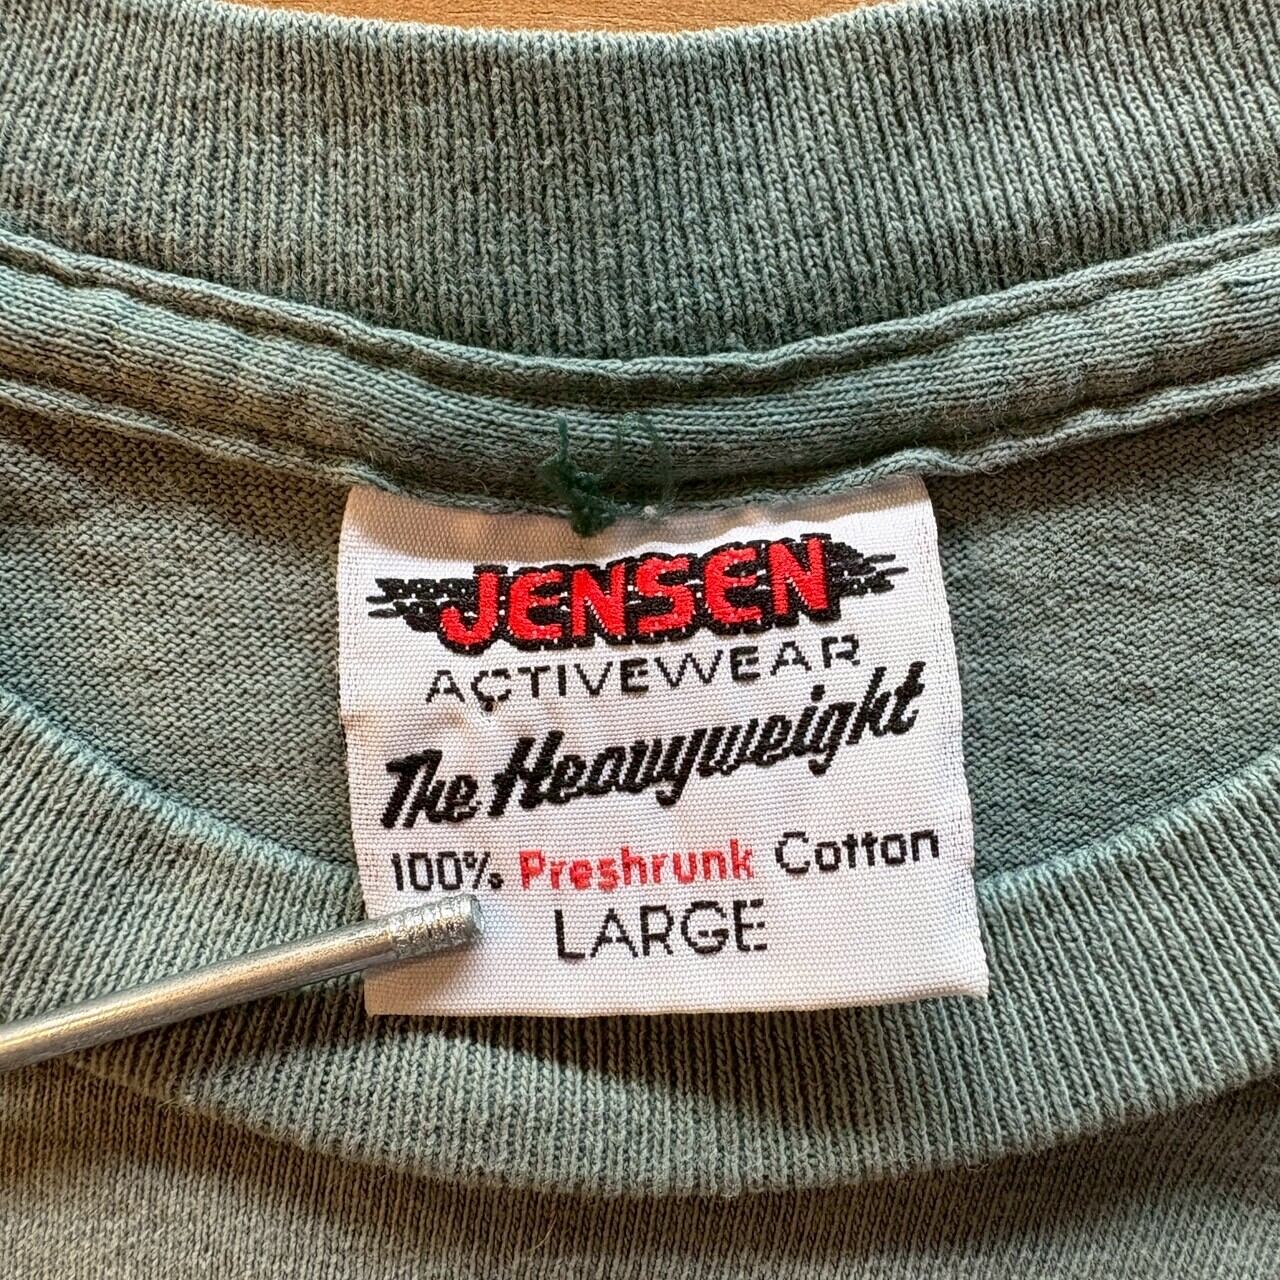 JENSEN
ACTIVEWEAR
The Heavyweight
100% Preshrunk Cotton
LARGE